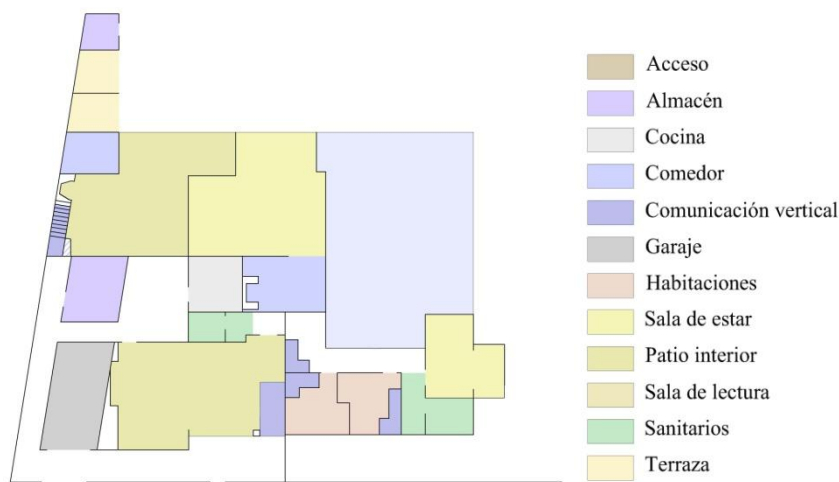 Acceso
Almacén
Cocina
Comedor
Comunicación vertical
Garaje
Habitaciones
Sala de estar
Patio interior
Sala de lectura
Sanitarios
Terraza